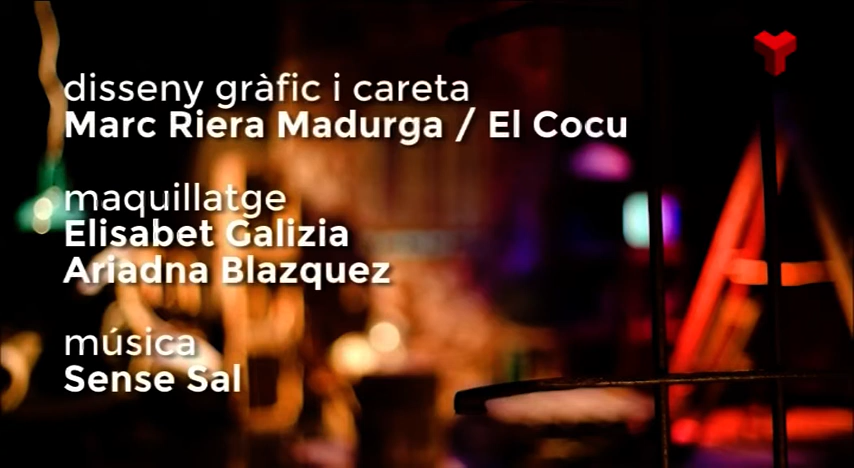 disseny gràfic i careta
Marc Riera Madurga / El Cocu
maquillatge
Elisabet Galizia
Ariadna Blazquez
música
Sense Sal